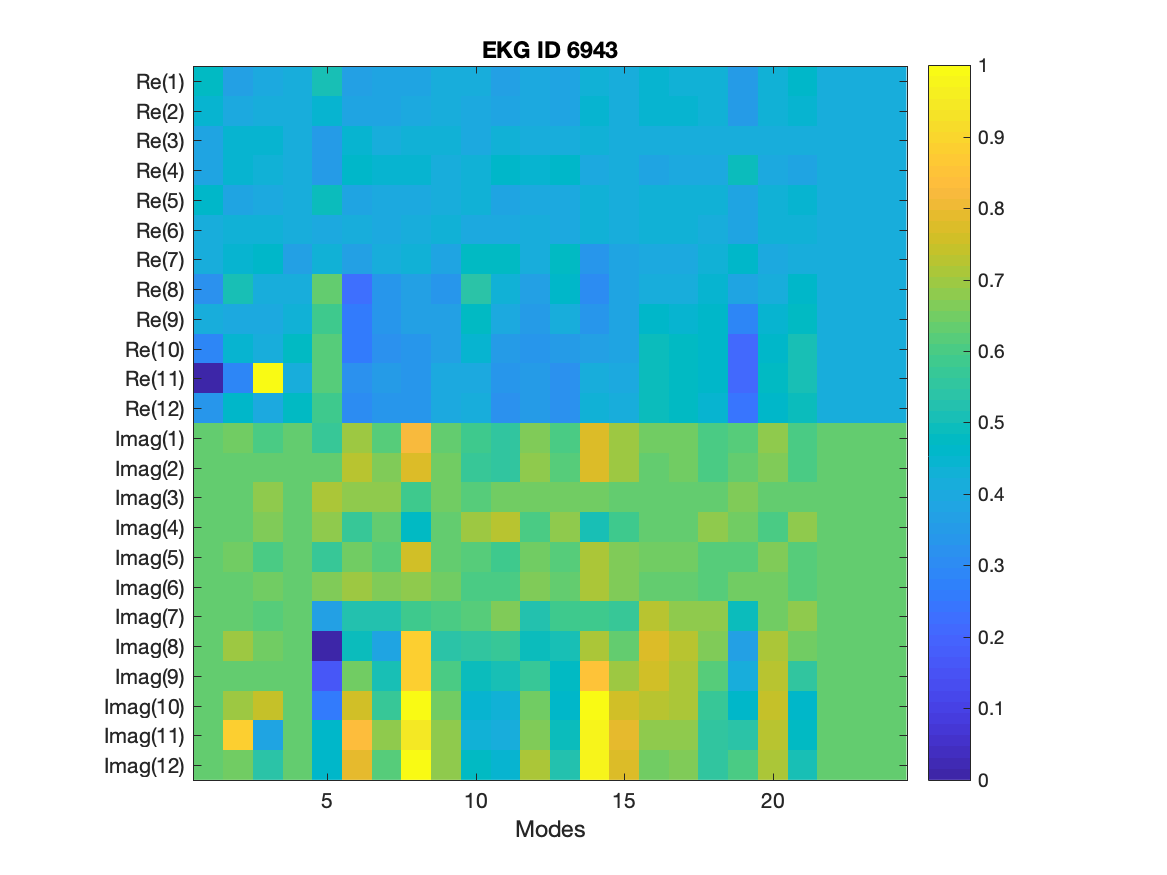 EKG ID 6943
Re(1)
Re(2)
Re(3)
Re(4)
Re(5)
Re(6)
Re(7)
Re(8)
Re(9)
Re(10)
Re(11)
Re(12)
Imag(1)
Imag(2)
Imag(3)
Imag(4)
Imag(5)
Imag(6)
Imag(7)
Imag(8)
Imag(9)
Imag(10)
Imag(11)
Imag(12)
5 10 15 20
Modes
1
0.9
0.8
0.7
0.6
0.5
0.4
0.3
0.2
0.1
0